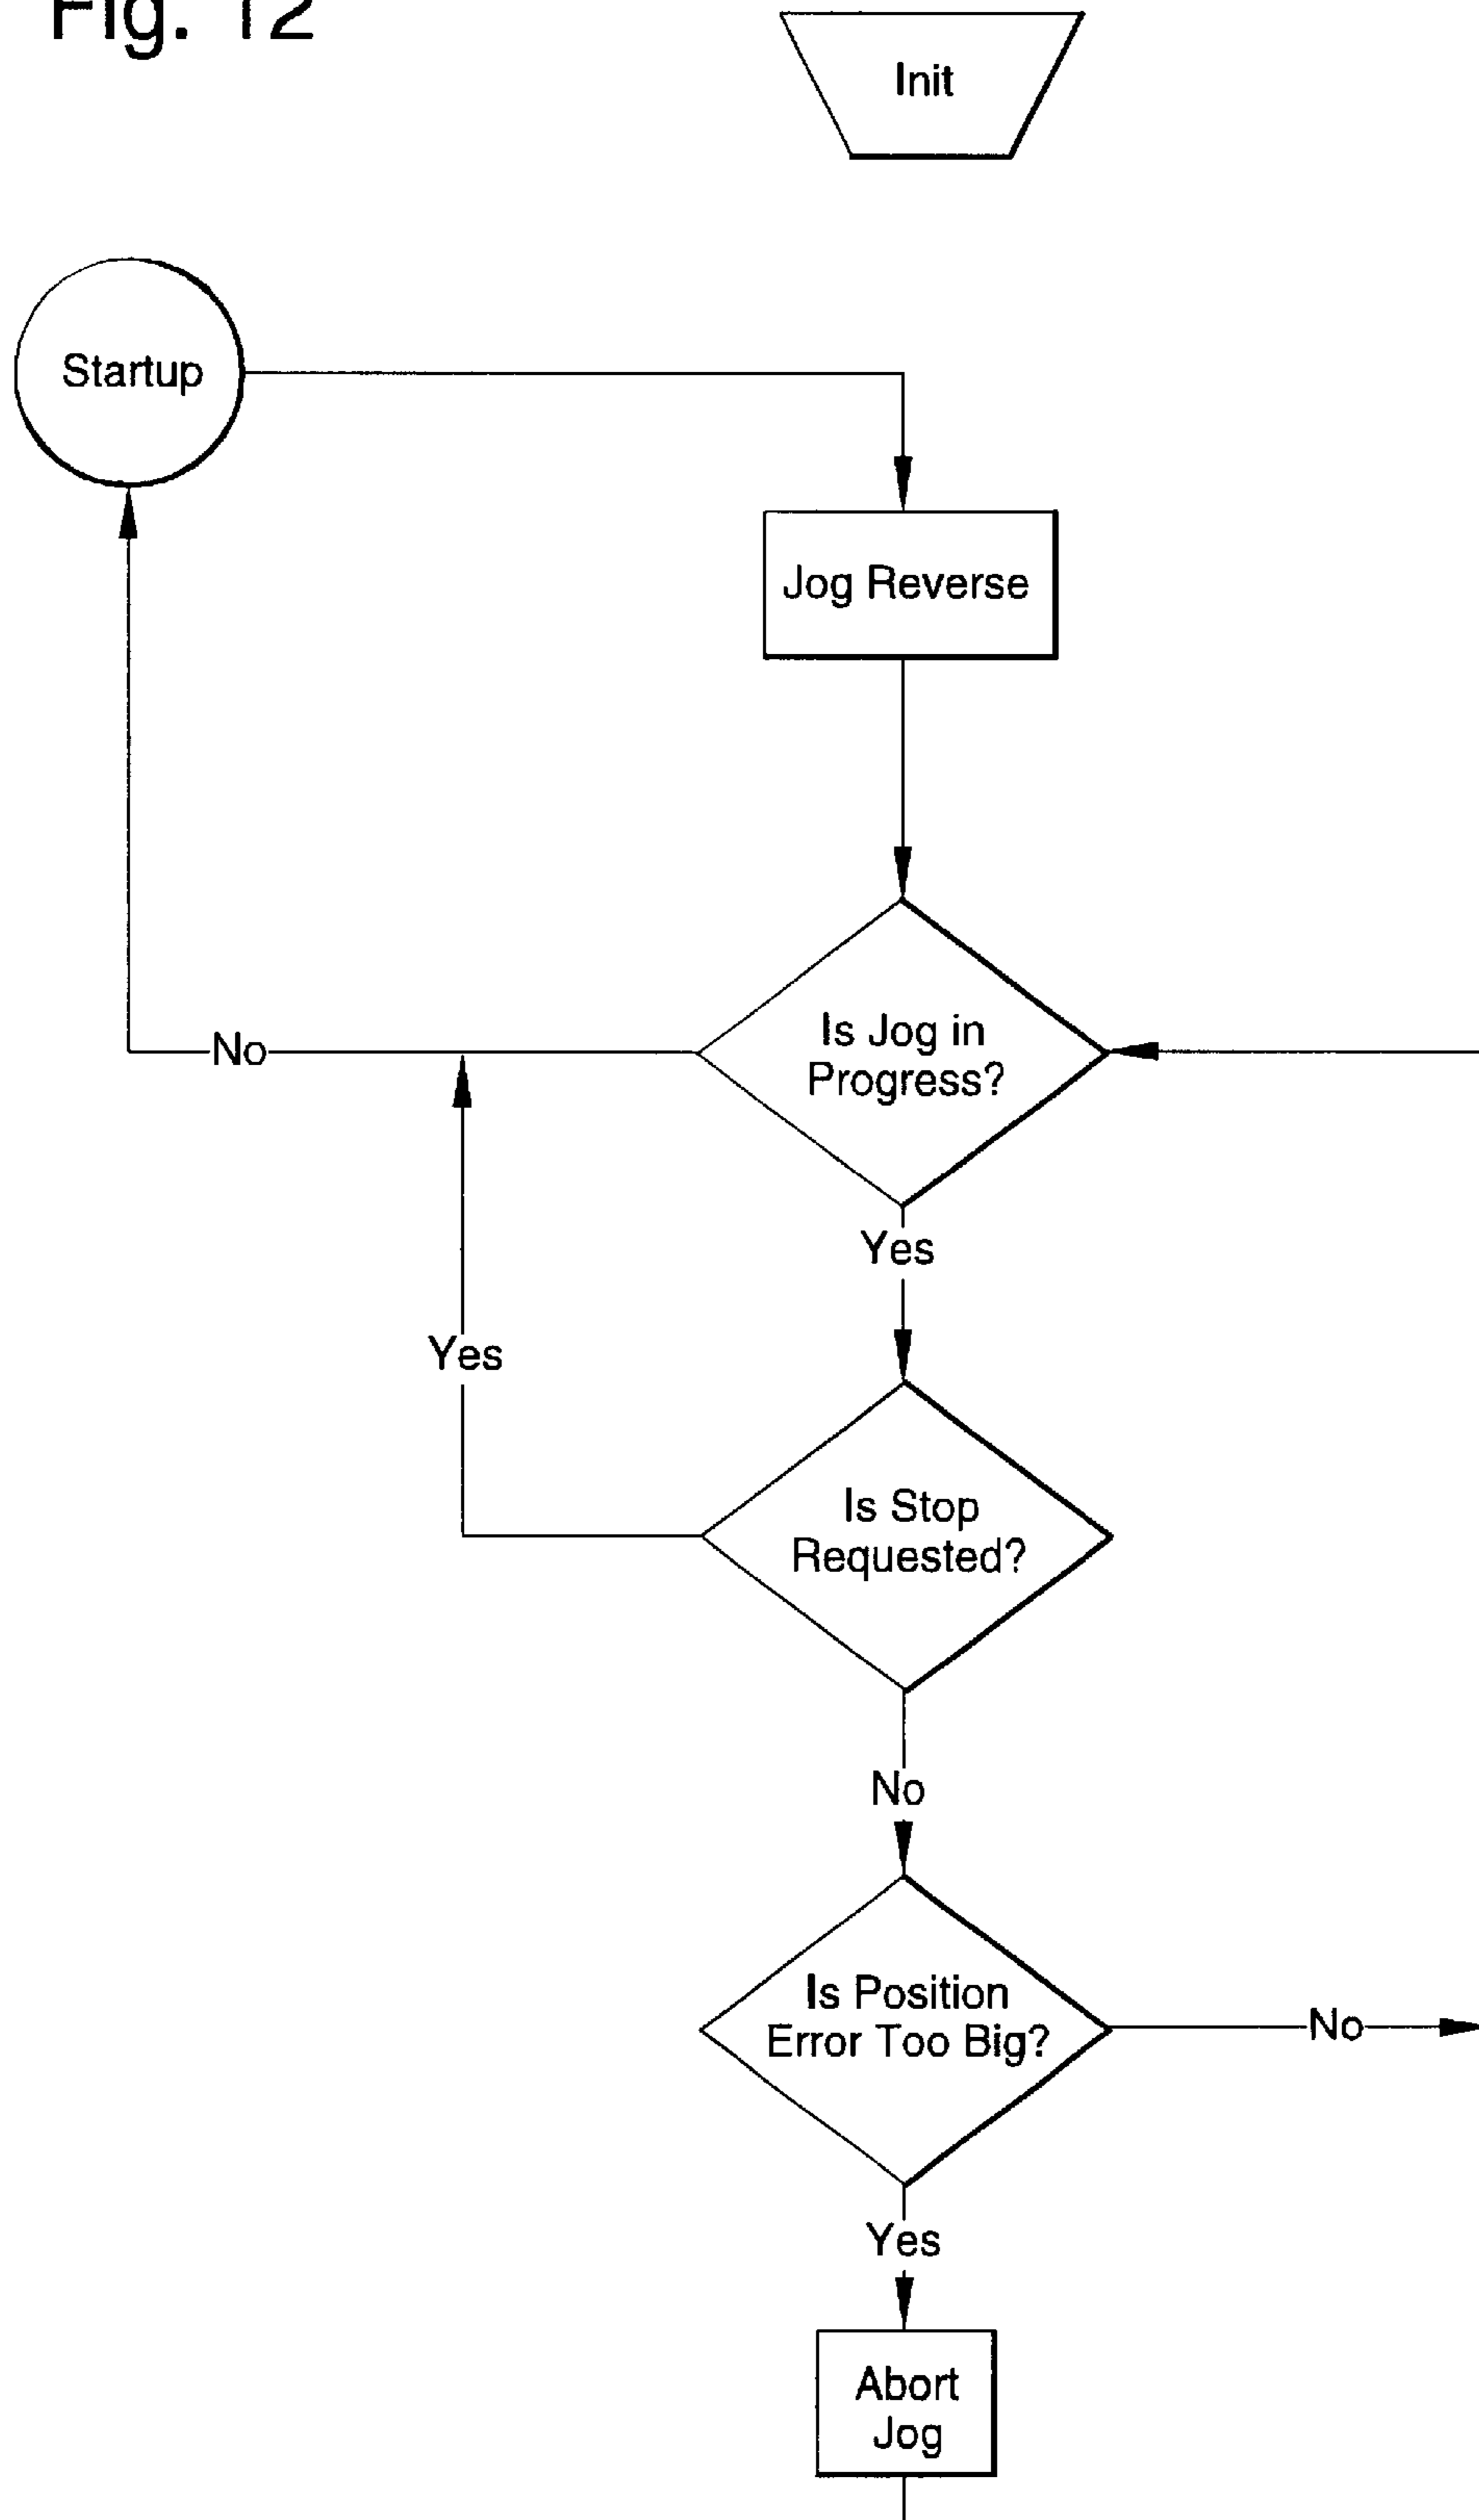 Fig. 12
Init
Startup
Jog Reverse
Is Jog in
Progress?
No
Yes
Yes
Is Stop
Requested?
No
Is Position
Error Too Big?
No
Yes
Abort
Jog